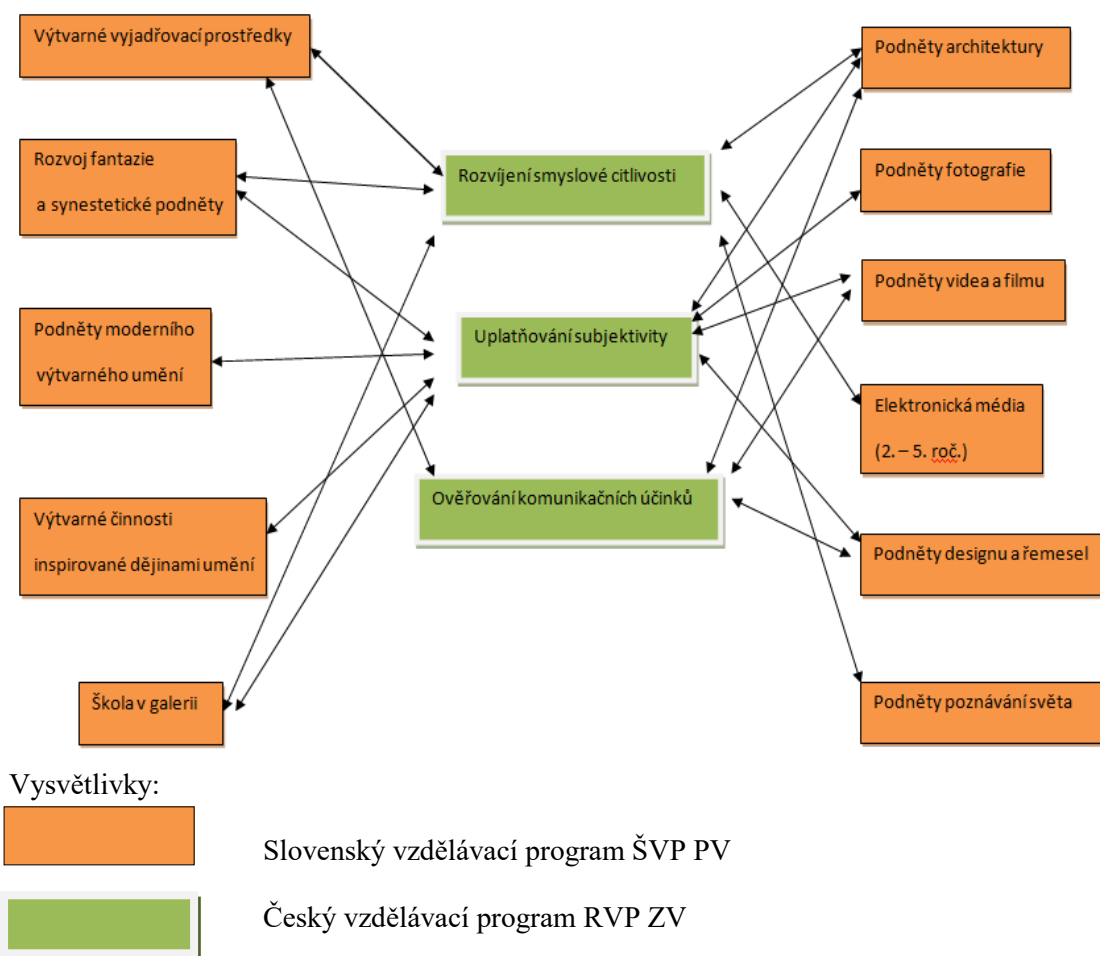 Výtvarné vyjadřovací prostředky
Rozvoj fantazie
a synestetické podněty
Podněty moderního
výtvarného umění
Výtvarné činnosti
inspirované dějinami umění
Škola v galerii
Rozvíjení smyslové citlivosti
Uplatňování subjektivity
Ověřování komunikačních účinků
Podněty architektury
Podněty fotografie
Podněty videa a filmu
Elektronická média
(2. – 5. roč.)
Podněty designu a řemesel
Podněty poznávání světa
Vysvětlivky:
Slovenský vzdělávací program ŠVP PV
Český vzdělávací program RVP ZV